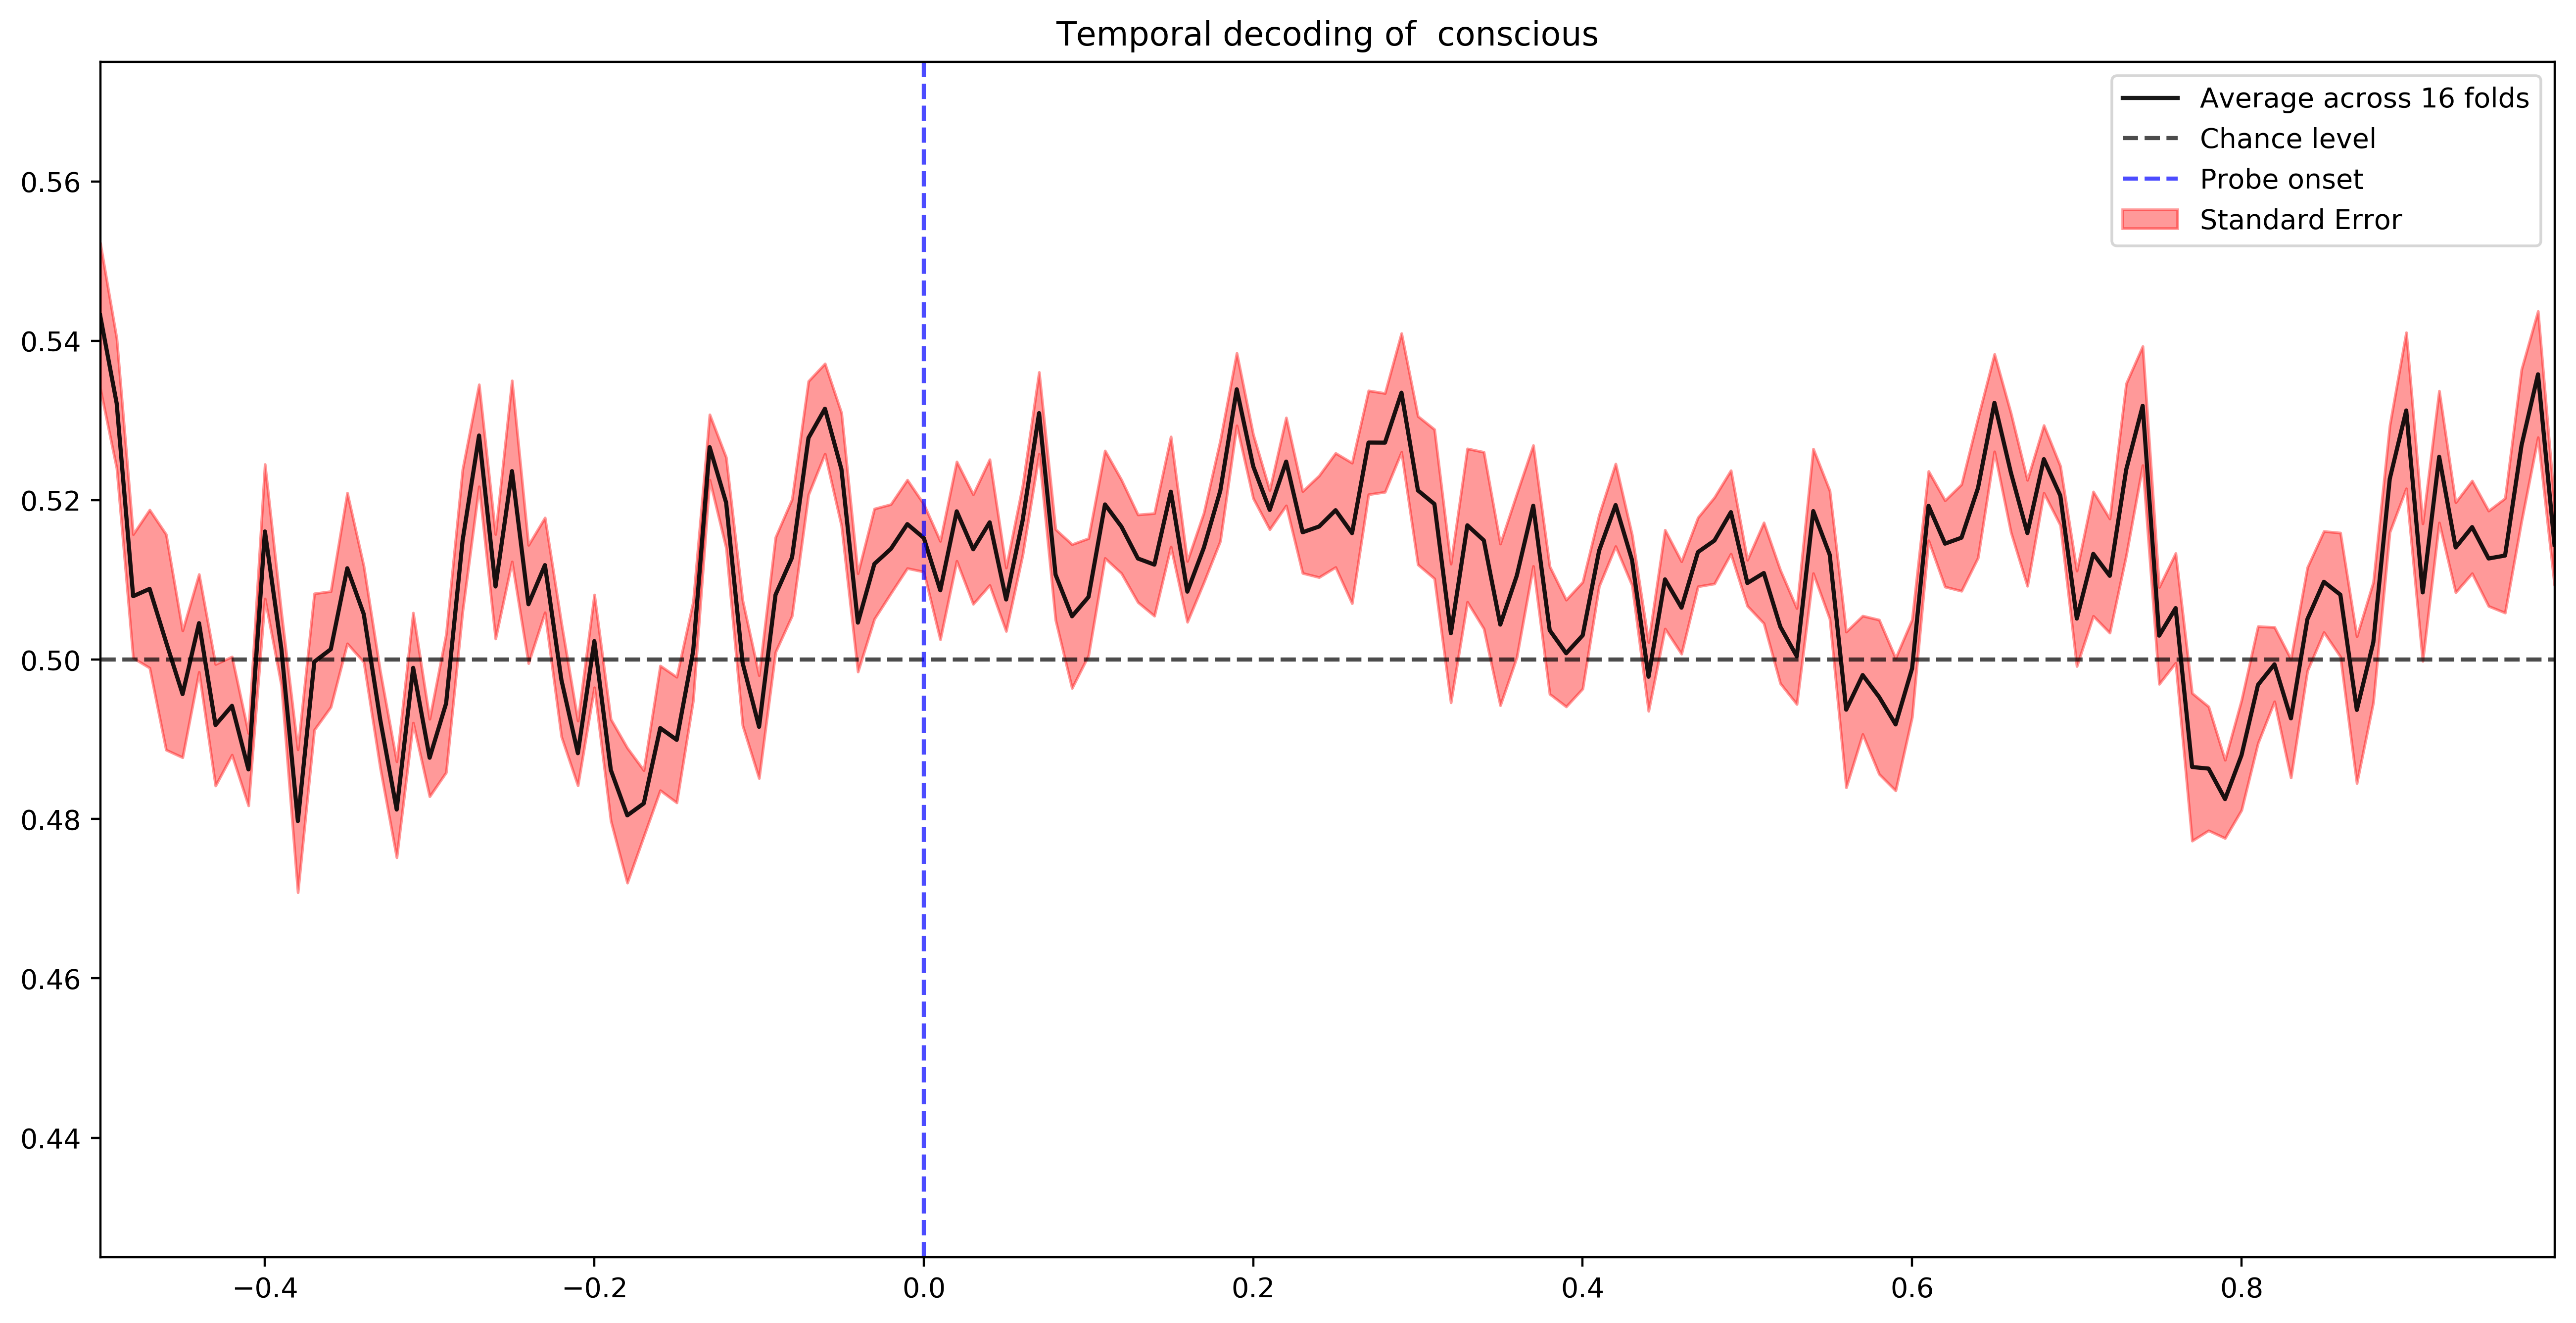 Temporal decoding of  conscious
Average across 16 folds
Chance level
Probe onset
Standard Error
0.56
0.54
0.52
0.50
0.48
0.46
0.44
−0.4
−0.2
0.0
0.2
0.4
0.6
0.8